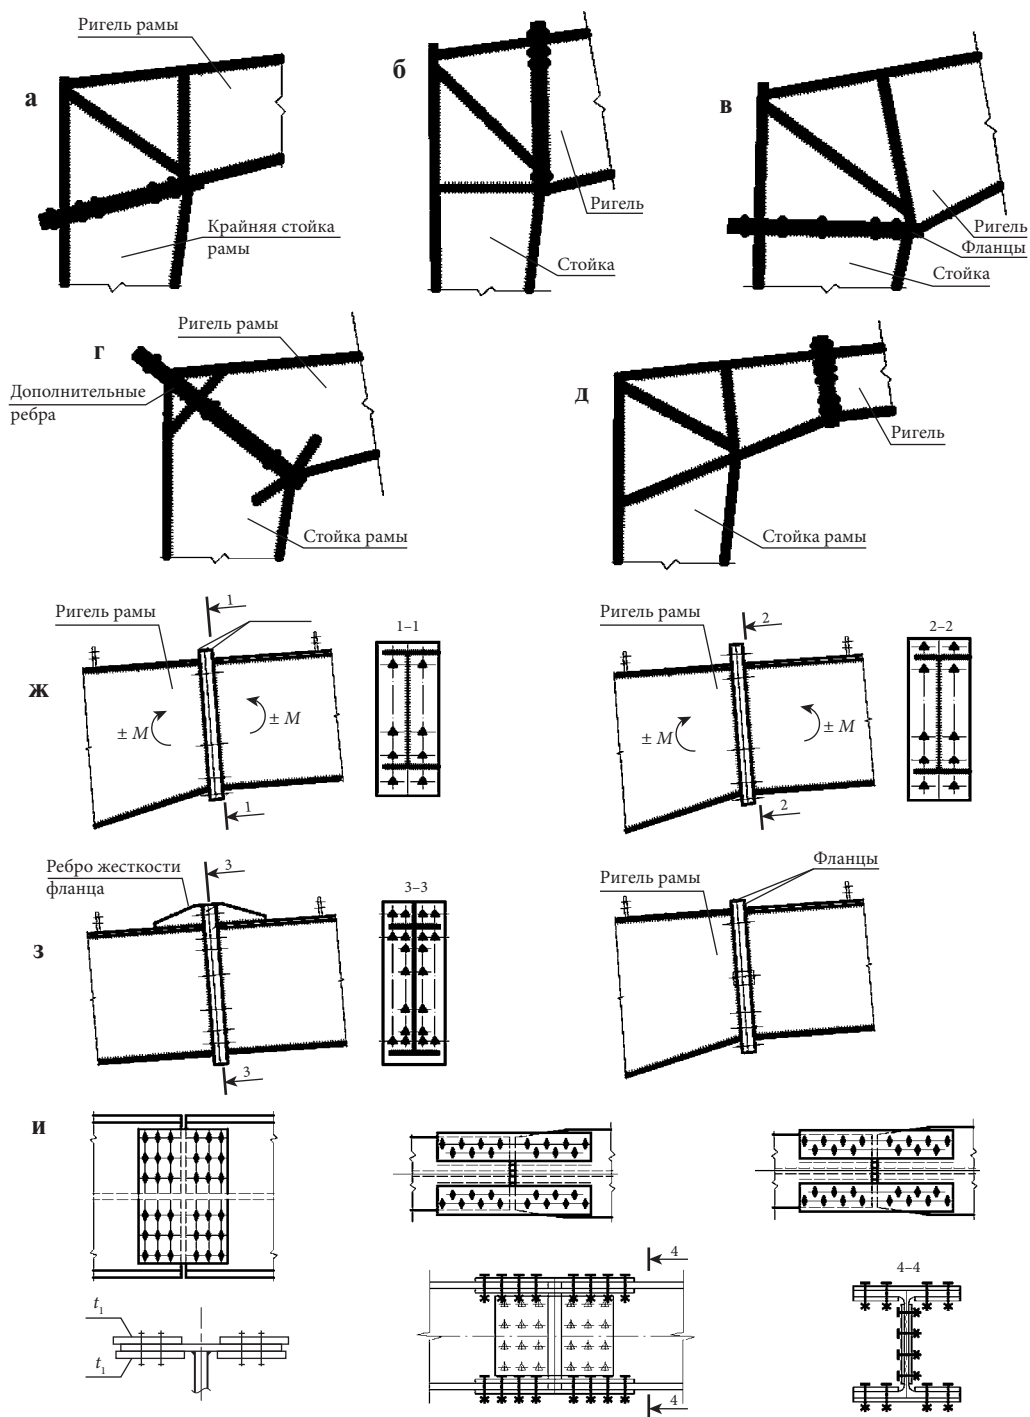 Ригель рамы
а
Крайняя стойка
рамы
б
Ригель
Стойка
в
Ригель
Фланцы
Стойка
г
Ригель рамы
Дополнительные
ребра
Стойка рамы
д
Ригель
Стойка рамы
ж
Ригель рамы
1
± M
± M
1
1–1
Ригель рамы
2
± M
± M
2
2–2
з
Ребро жесткости
фланца
3
3
3–3
Ригель рамы
Фланцы
и
t1
t1
4
4
4–4